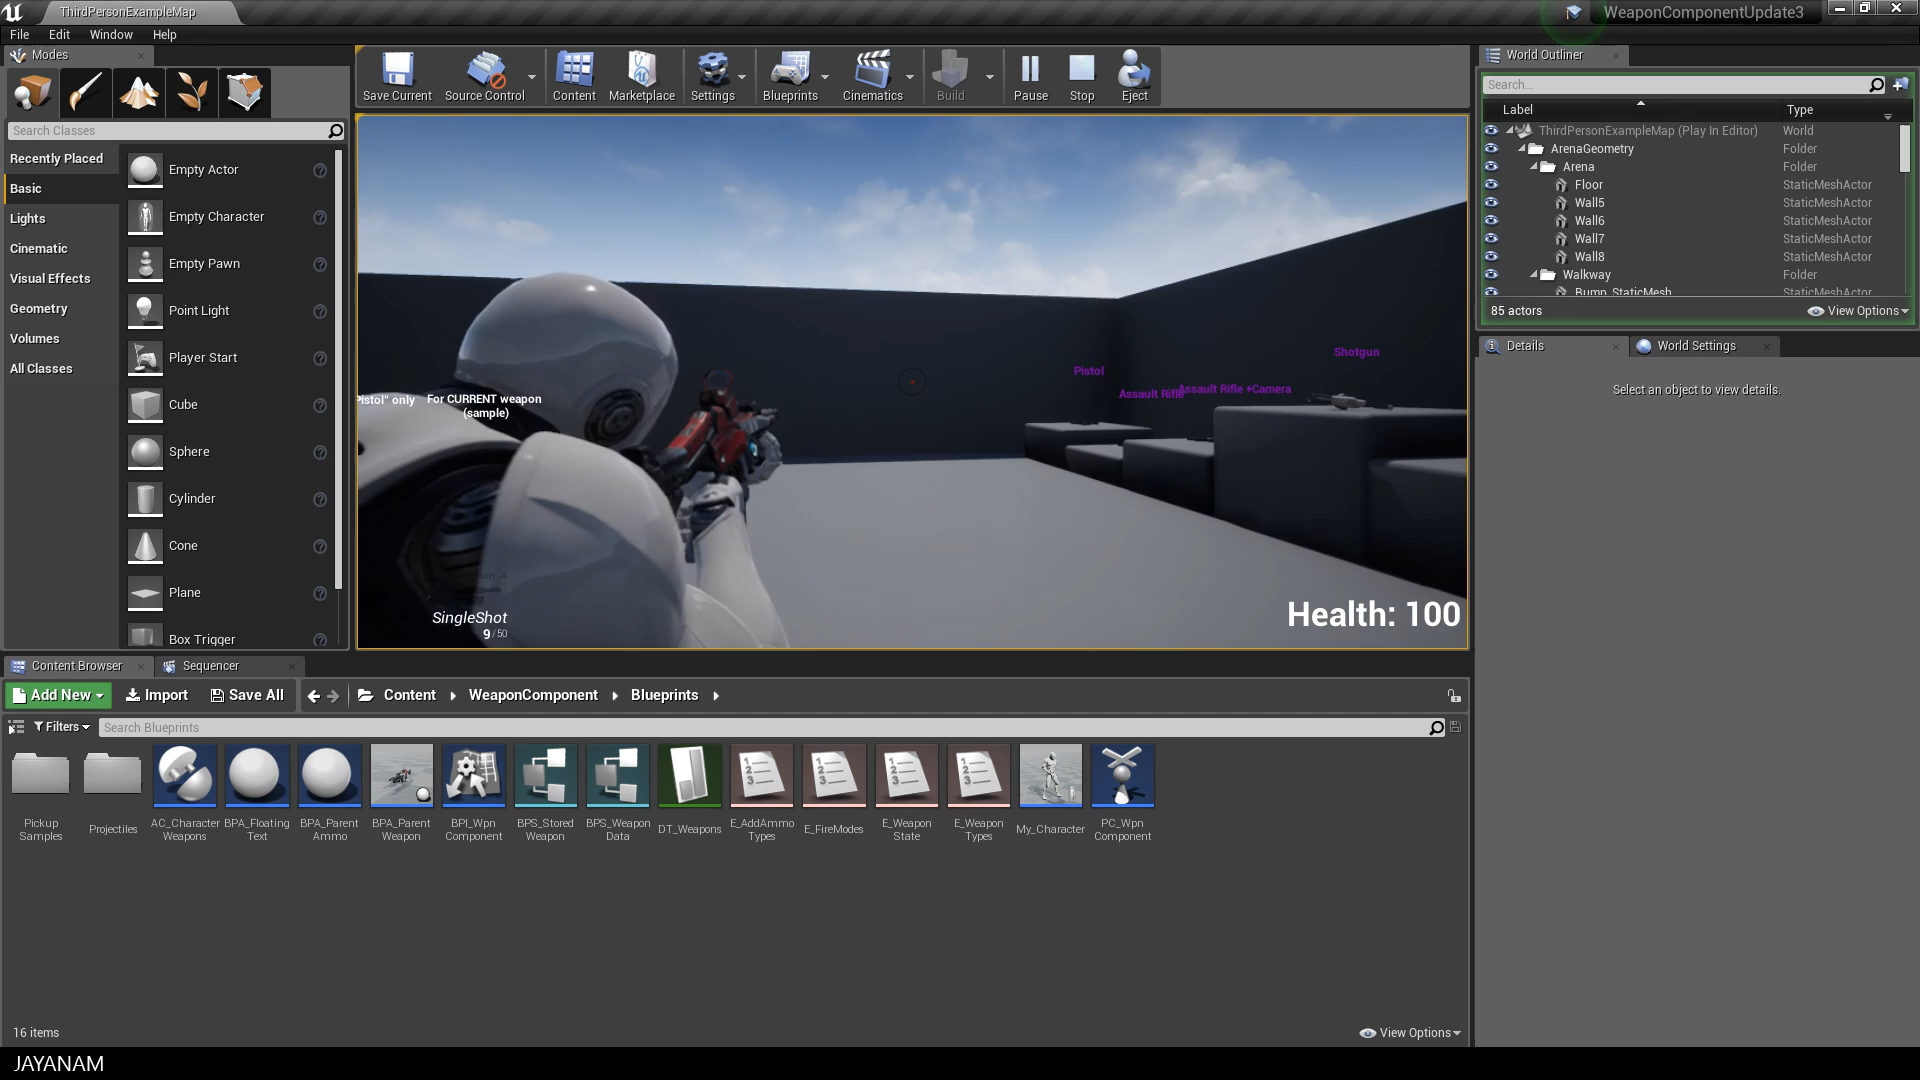 ThirdPersonExampleMap
WeaponComponentUpdate3
File Edit Window Help
Modes
Search Classes
Recently Placed
Basic
Lights
Cinematic
Visual Effects
Geometry
Volumes
All Classes
Empty Actor
Empty Character
Empty Pawn
Point Light
Player Start
Cube
Sphere
Cylinder
Cone
Plane
Box Trigger
Save Current
Source Control
Content
Marketplace
Settings
Blueprints
Cinematics
Build
Pause
Stop
Eject
Pistol" only
For CURRENT weapon
(sample)
Pistol
Assault Rifle
Assault Rifle +Camera
Shotgun
SingleShot
9/50
Health: 100
World Outliner
Search...
Label Type
ThirdPersonExampleMap (Play In Editor) World
ArenaGeometry Folder
Arena Folder
Floor StaticMeshActor
Wall5 StaticMeshActor
Wall6 StaticMeshActor
Wall7 StaticMeshActor
Wall8 StaticMeshActor
Walkway Folder
Bump_StaticMesh StaticMeshActor
85 actors
View Options
Details
World Settings
Select an object to view details.
Content Browser
Sequencer
Add New Import Save All Content WeaponComponent Blueprints
Filters Search Blueprints
Pickup
Samples
Projectiles
AC_Character
Weapons
BPA_Floating
Text
BPA_Parent
Ammo
BPA_Parent
Weapon
BPI_Wpn
Component
BPS_Stored
Weapon
BPS_Weapon
Data
DT_Weapons
E_AddAmmo
Types
E_FireModes
E_Weapon
State
E_Weapon
Types
My_Character
PC_Wpn
Component
16 items
View Options
JAYANAM